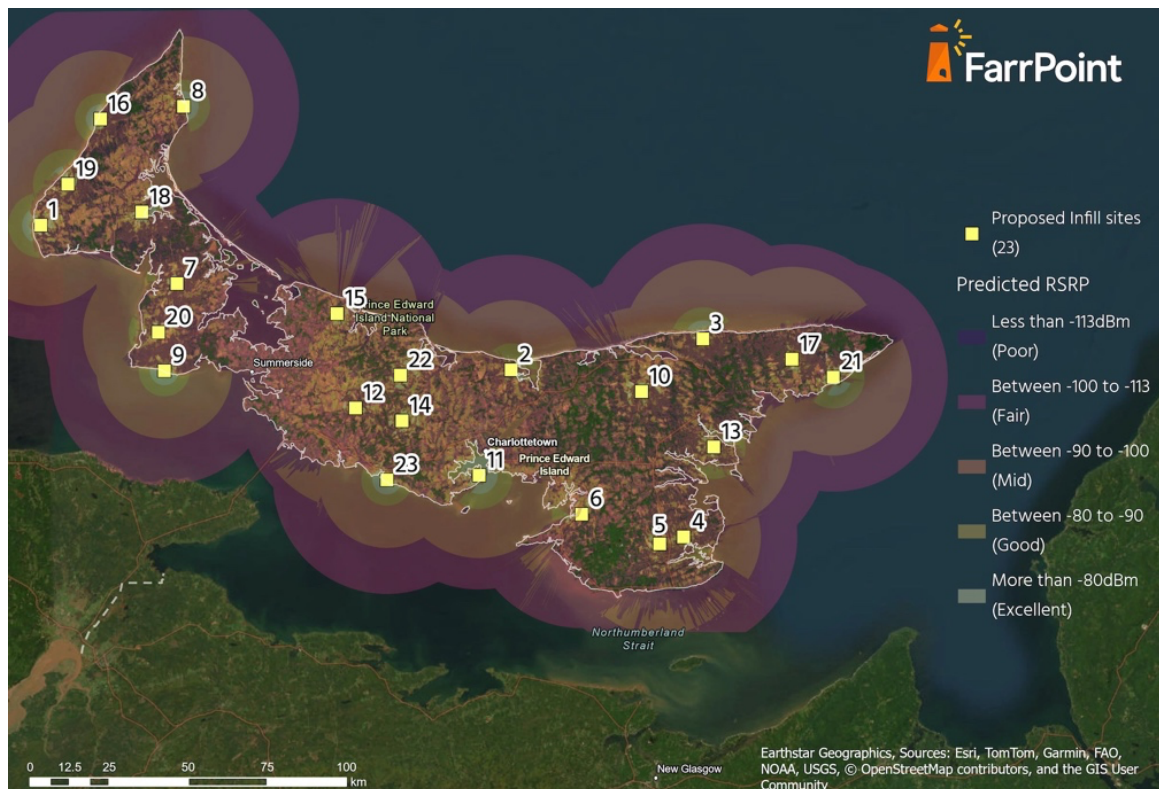 FarrPoint
8
16
19
18
1
7
15
Prince Edward
Island National
Park
20
3
Summerside
9
22
2
17
21
12
10
14
13
Charlottetown
Prince Edward
Island
23
11
6
5
4
Northumberland
Strait
New Glasgow
Proposed Infill sites
(23)
Predicted RSRP
Less than -113dBm
(Poor)
Between -100 to -113
(Fair)
Between -90 to -100
(Mid)
Between -80 to -90
(Good)
More than -80dBm
(Excellent)
0 12.5 25 50 75 100
km
Earthstar Geographics, Sources: Esri, TomTom, Garmin, FAO,
NOAA, USGS, © OpenStreetMap contributors, and the GIS User
Community